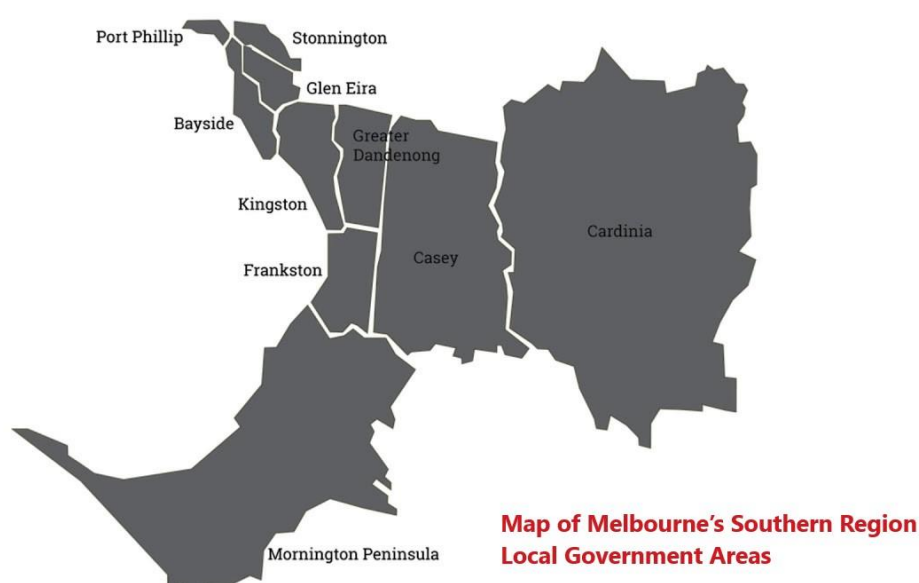 Port Phillip
Stonnington
Glen Eira
Bayside
Greater
Dandenong
Kingston
Cardinia
Casey
Frankston
Map of Melbourne's Southern Region
Local Government Areas
Mornington Peninsula